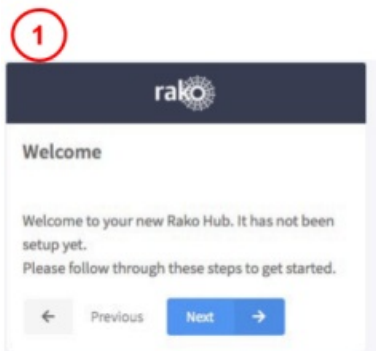 1
rako
Welcome
Welcome to your new Rako Hub. It has not been
setup yet.
Please follow through these steps to get started.
← Previous Next →